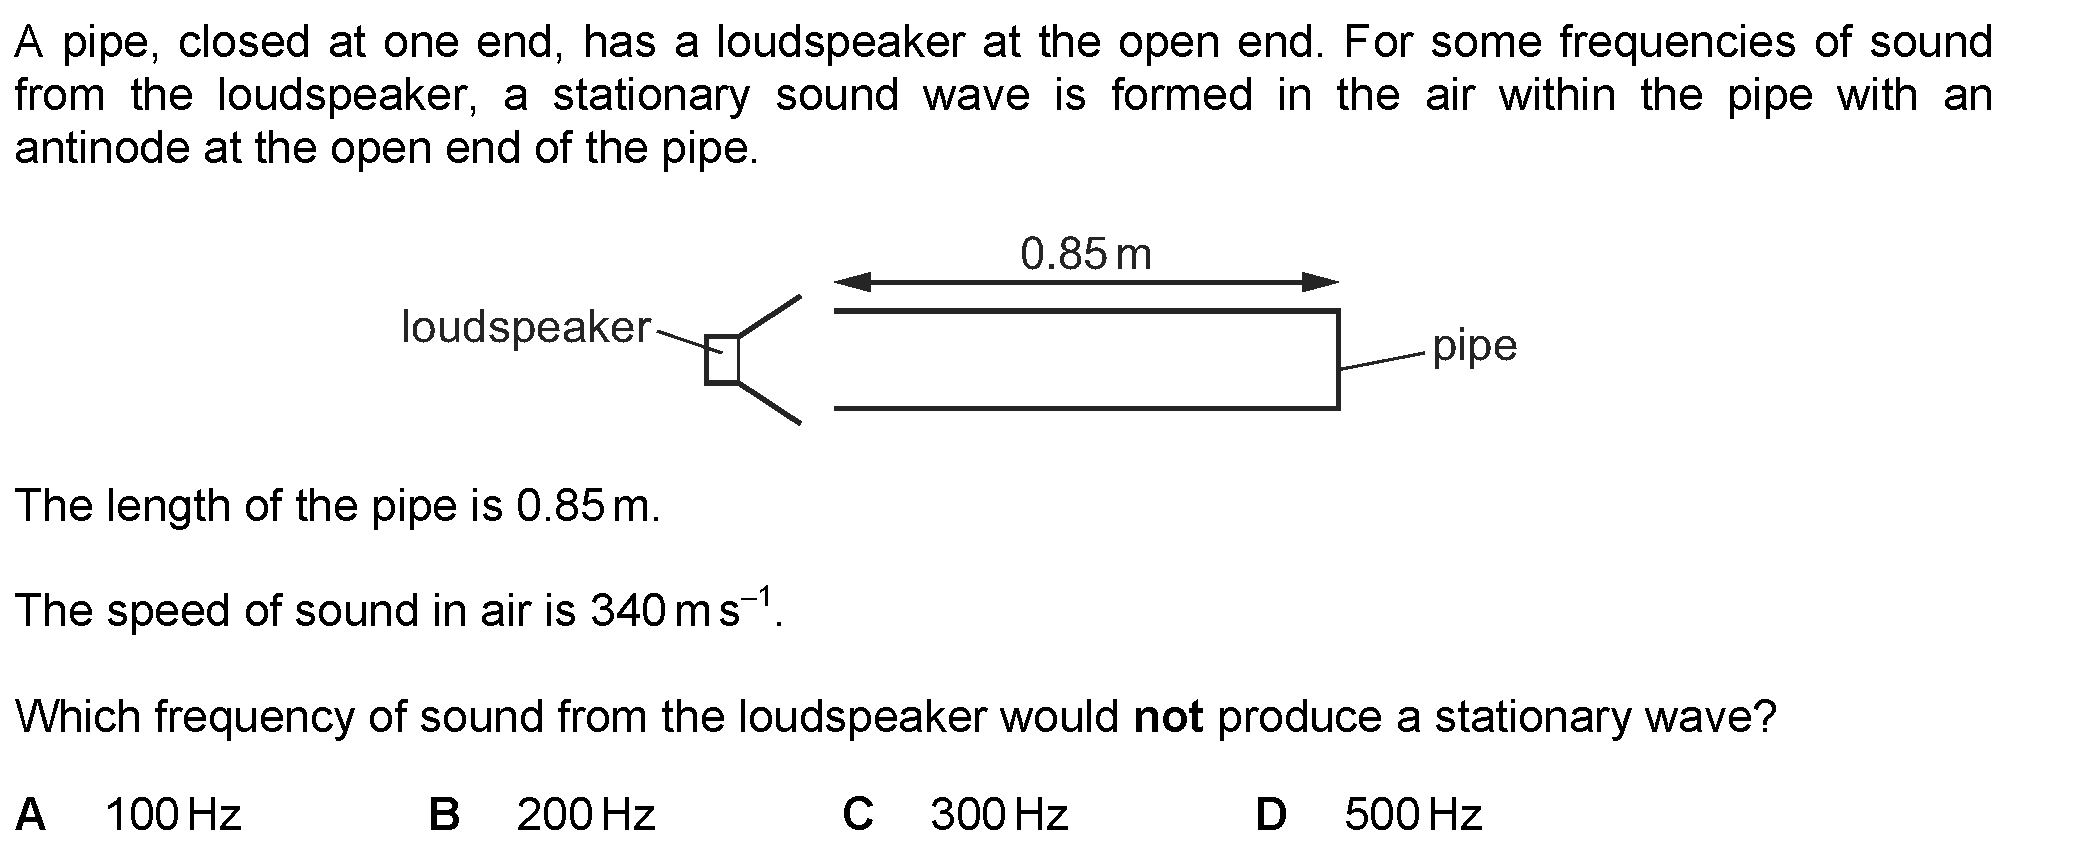 A pipe, closed at one end, has a loudspeaker at the open end. For some frequencies of sound
from the loudspeaker, a stationary sound wave is formed in the air within the pipe with an
antinode at the open end of the pipe.
0.85 m
loudspeaker
pipe
The length of the pipe is 0.85 m.
The speed of sound in air is 340 m s⁻¹.
Which frequency of sound from the loudspeaker would not produce a stationary wave?
A 100 Hz B 200 Hz C 300 Hz D 500 Hz